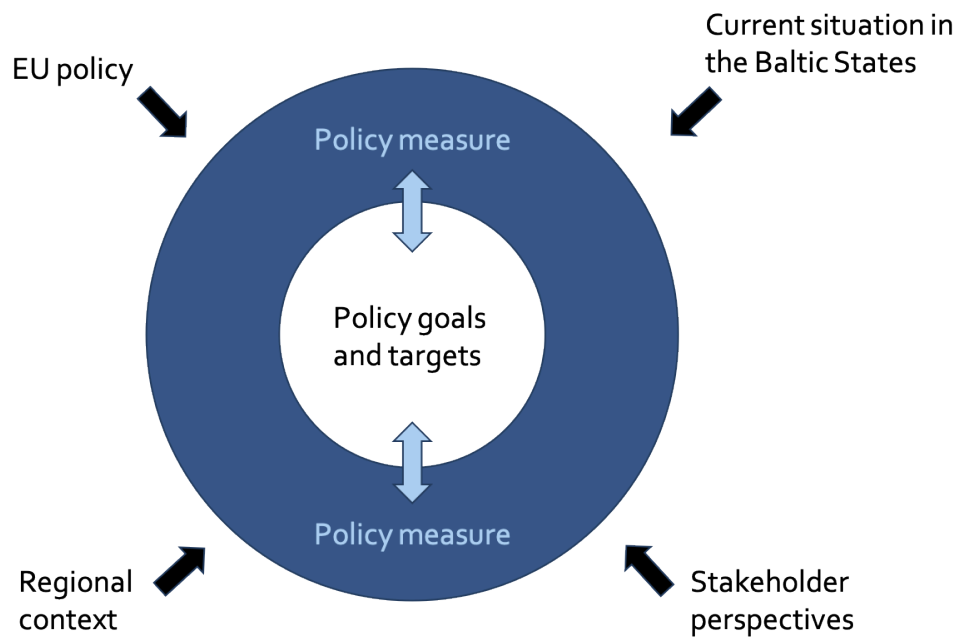 Current situation in
the Baltic States
EU policy
Policy measure
Policy goals
and targets
Policy measure
Regional
context
Stakeholder
perspectives